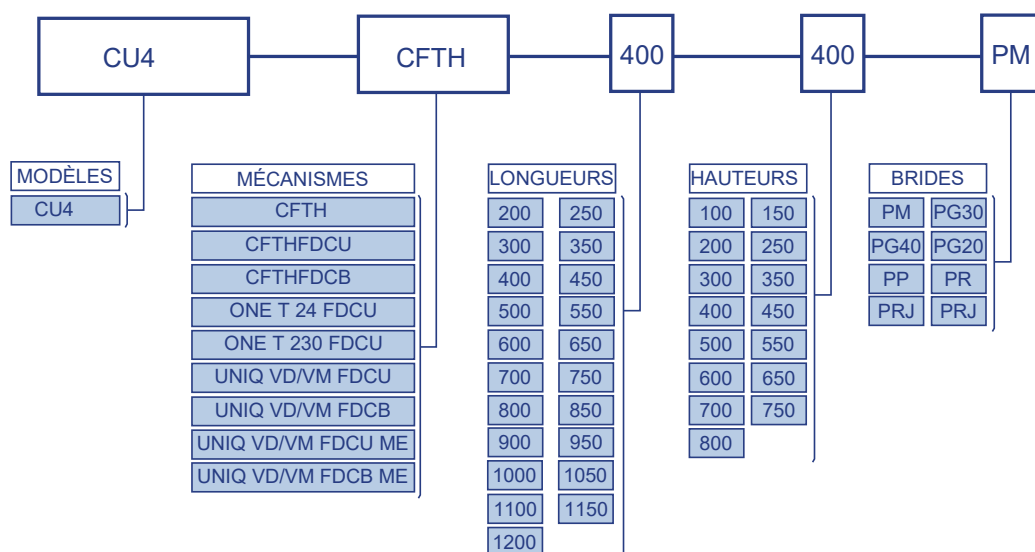 CU4 CFTH 400 400 PM
MODÈLES
CU4
MÉCANISMES
CFTH
CFTHFDCU
CFTHFDCB
ONE T 24 FDCU
ONE T 230 FDCU
UNIQ VD/VM FDCU
UNIQ VD/VM FDCB
UNIQ VD/VM FDCU ME
UNIQ VD/VM FDCB ME
LONGUEURS
200 250
300 350
400 450
500 550
600 650
700 750
800 850
900 950
1000 1050
1100 1150
1200
HAUTEURS
100 150
200 250
300 350
400 450
500 550
600 650
700 750
800
BRIDES
PM PG30
PG40 PG20
PP PR
PRJ PRJ